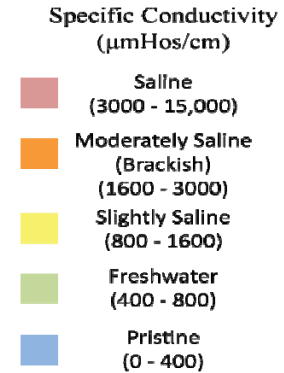 Specific Conductivity
(μmHos/cm)
Saline
(3000 - 15,000)
Moderately Saline
(Brackish)
(1600 - 3000)
Slightly Saline
(800 - 1600)
Freshwater
(400 - 800)
Pristine
(0 - 400)